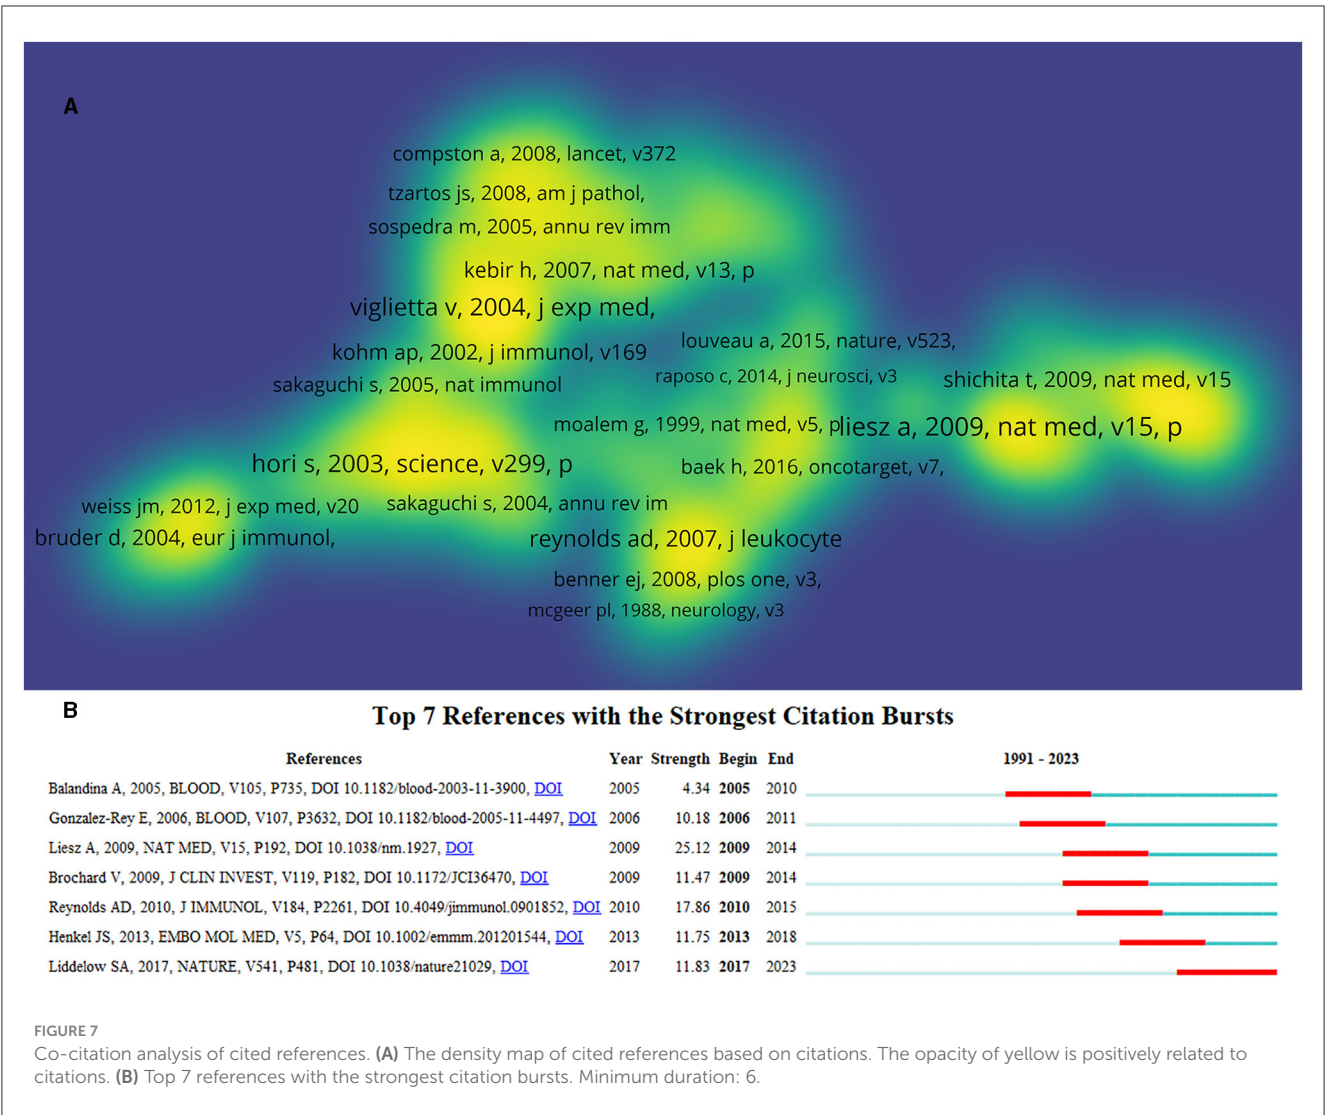 A
compston a, 2008, lancet, v372
tzartos js, 2008, am j pathol,
sospedra m, 2005, annu rev imm
kebir h, 2007, nat med, v13, p
viglietta v, 2004, j exp med,
louveau a, 2015, nature, v523,
kohm ap, 2002, j immunol, v169
raposo c, 2014, j neurosci, v3
shichita t, 2009, nat med, v15
sakaguchi s, 2005, nat immunol
moalem g, 1999, nat med, v5, p
liesz a, 2009, nat med, v15, p
hori s, 2003, science, v299, p
baek h, 2016, oncotarget, v7,
weiss jm, 2012, j exp med, v20
sakaguchi s, 2004, annu rev im
bruder d, 2004, eur j immunol,
reynolds ad, 2007, j leukocyte
benner ej, 2008, plos one, v3,
mcgeer pl, 1988, neurology, v3
B
Top 7 References with the Strongest Citation Bursts
References Year Strength Begin End 1991 - 2023
Balandina A, 2005, BLOOD, V105, P735, DOI 10.1182/blood-2003-11-3900, DOI 2005 4.34 2005 2010
Gonzalez-Rey E, 2006, BLOOD, V107, P3632, DOI 10.1182/blood-2005-11-4497, DOI 2006 10.18 2006 2011
Liesz A, 2009, NAT MED, V15, P192, DOI 10.1038/nm.1927, DOI 2009 25.12 2009 2014
Brochard V, 2009, J CLIN INVEST, V119, P182, DOI 10.1172/JCI36470, DOI 2009 11.47 2009 2014
Reynolds AD, 2010, J IMMUNOL, V184, P2261, DOI 10.4049/jimmunol.0901852, DOI 2010 17.86 2010 2015
Henkel JS, 2013, EMBO MOL MED, V5, P64, DOI 10.1002/emmm.201201544, DOI 2013 11.75 2013 2018
Liddelow SA, 2017, NATURE, V541, P481, DOI 10.1038/nature21029, DOI 2017 11.83 2017 2023
FIGURE 7
Co-citation analysis of cited references. (A) The density map of cited references based on citations. The opacity of yellow is positively related to
citations. (B) Top 7 references with the strongest citation bursts. Minimum duration: 6.